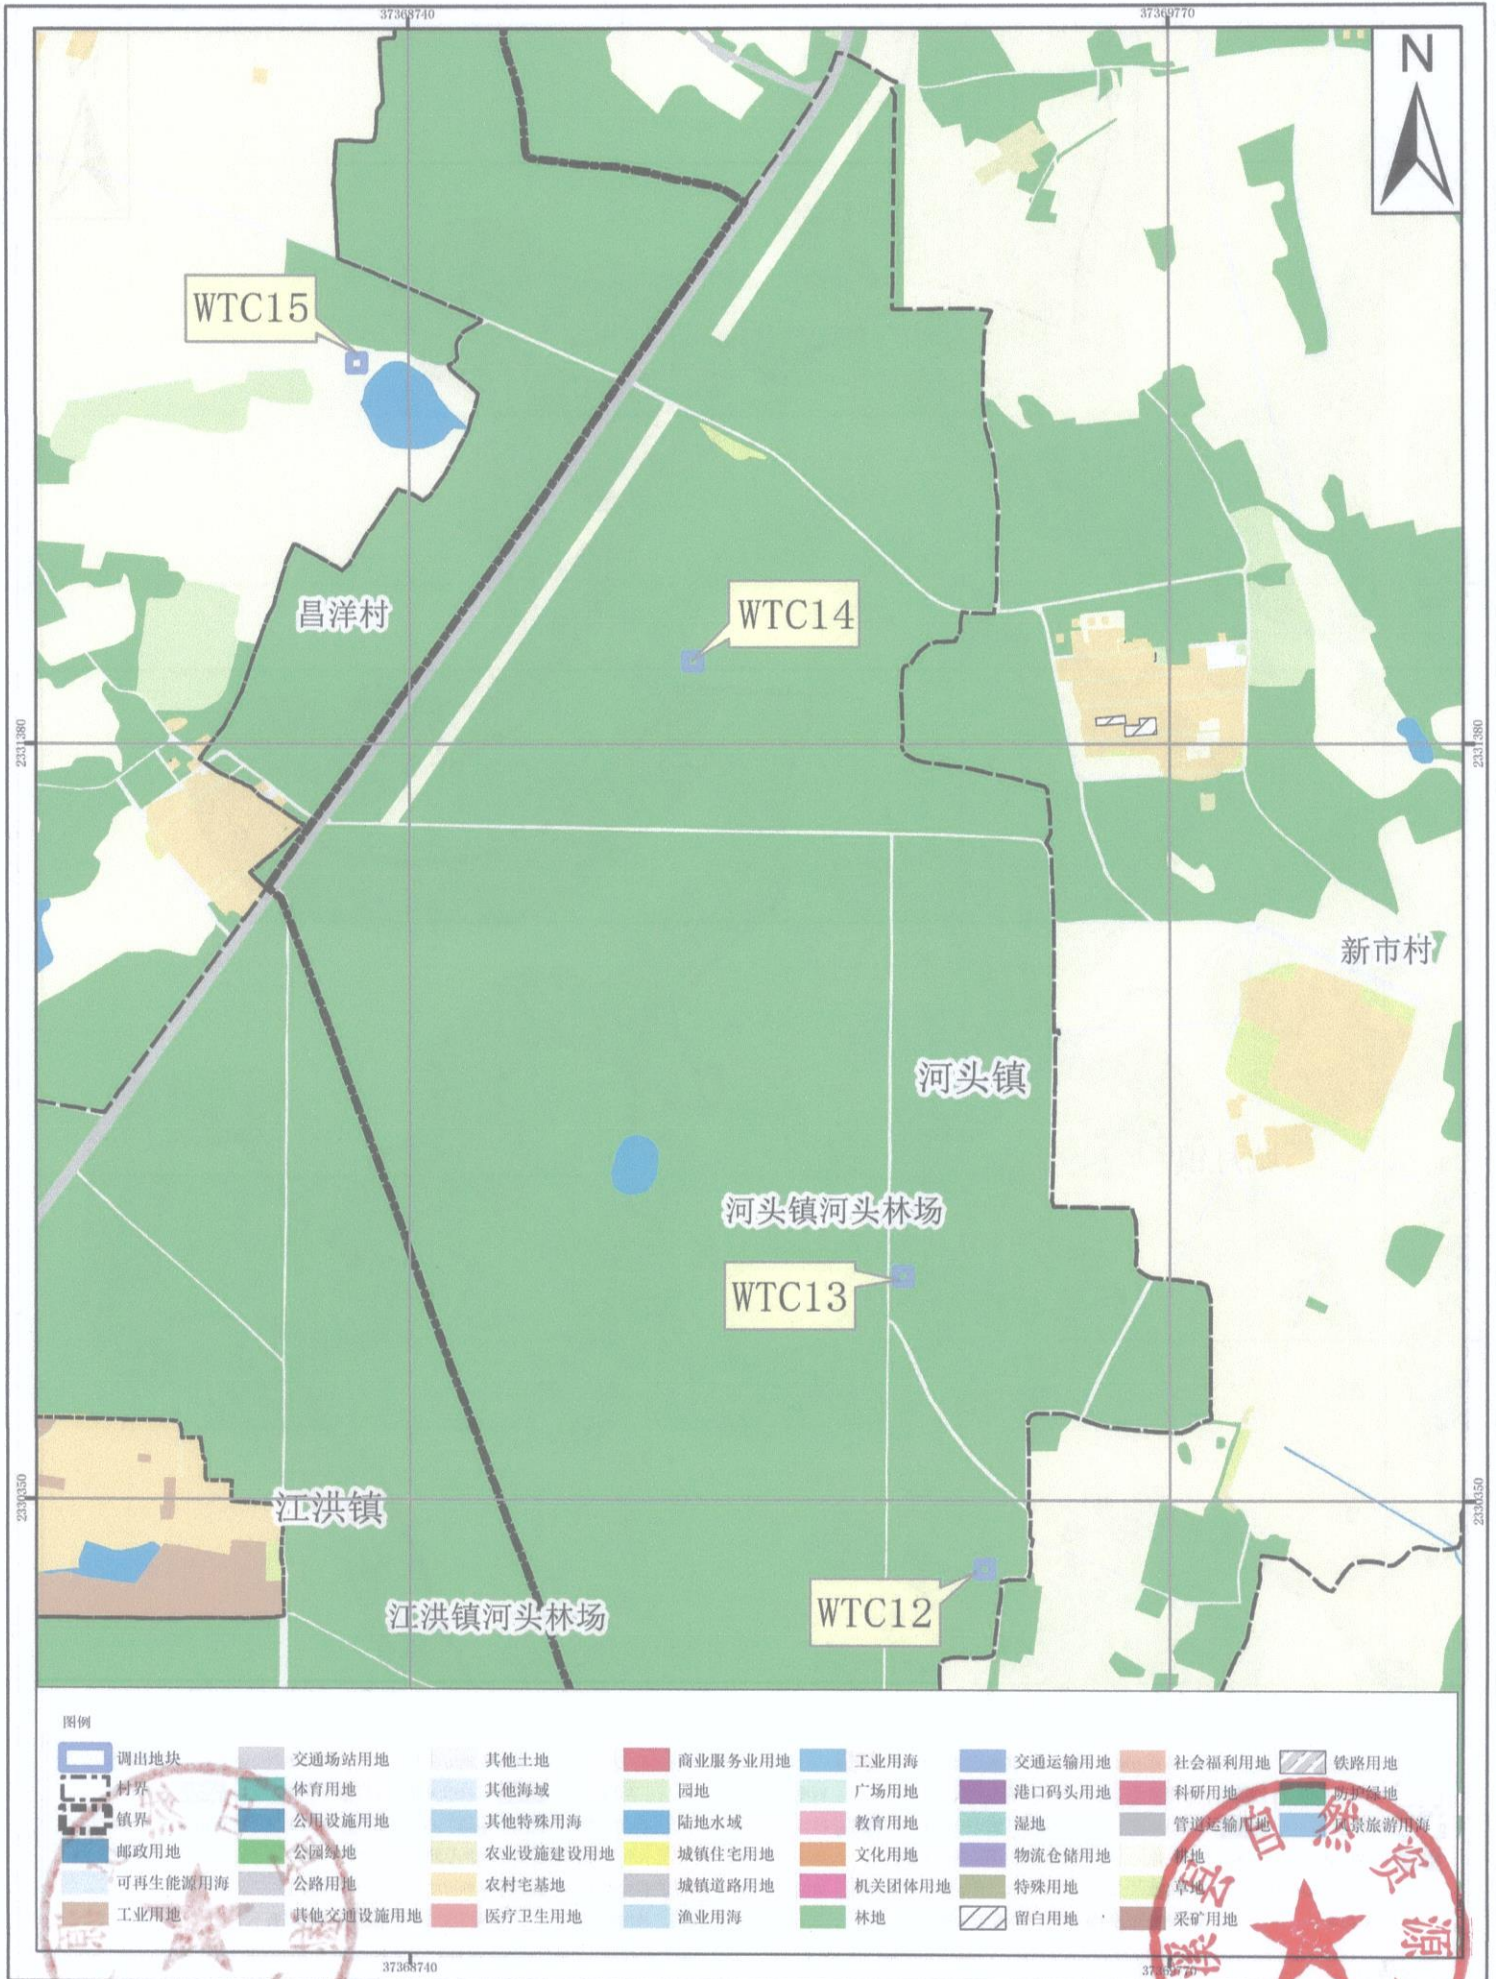 37368740 37369770
N
WTC15
WTC14
昌洋村
2331380 2331380
新市村
河头镇
河头镇河头林场
WTC13
2330350 2330350
江洪镇
江洪镇河头林场
WTC12
图例
调出地块 交通场站用地 其他土地 商业服务业用地 工业用海 交通运输用地 社会福利用地 铁路用地
村界 体育用地 其他海域 园地 广场用地 港口码头用地 科研用地 防护绿地
镇界 公用设施用地 其他特殊用海 陆地水域 教育用地 湿地 管道运输用地 风景旅游用海
邮政用地 公园绿地 农业设施建设用地 城镇住宅用地 文化用地 物流仓储用地 耕地
可再生能源用海 公路用地 农村宅基地 城镇道路用地 机关团体用地 特殊用地 草地
工业用地 其他交通设施用地 医疗卫生用地 渔业用海 林地 留白用地 采矿用地
溪县自然资源
37368740 37369770